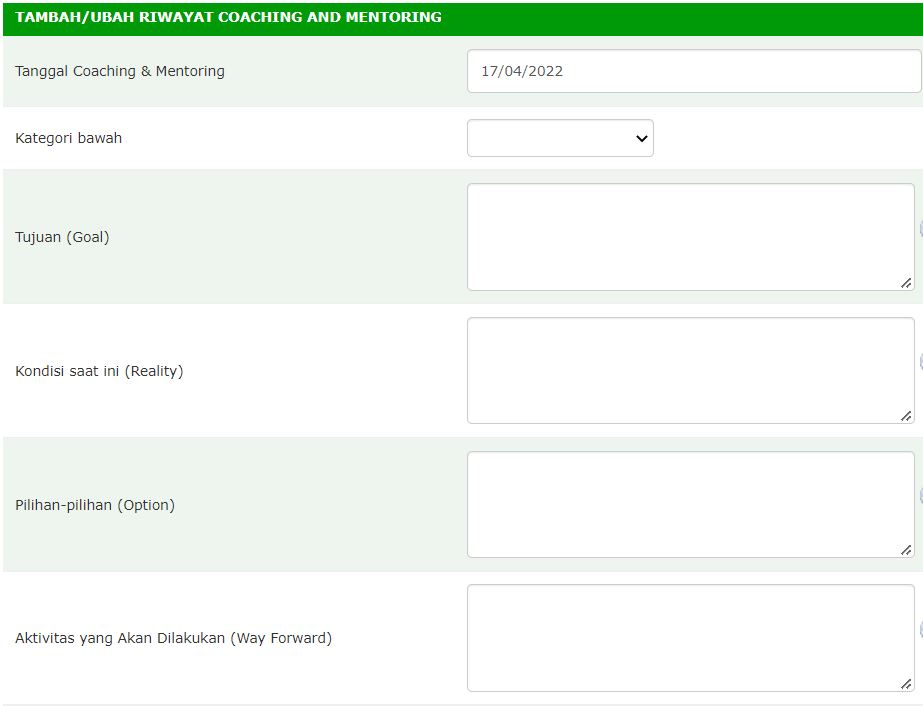 TAMBAH/UBAH RIWAYAT COACHING AND MENTORING
Tanggal Coaching & Mentoring
17/04/2022
Kategori bawah
Tujuan (Goal)
Kondisi saat ini (Reality)
Pilihan-pilihan (Option)
Aktivitas yang Akan Dilakukan (Way Forward)